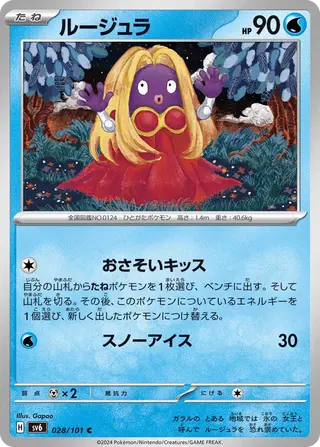 たね ルージュラ HP90
全国図鑑NO.0124 ひとがたポケモン 高さ:1.4m 重さ:40.6kg
おさそいキッス
自分の山札からたねポケモンを1枚選び、ベンチに出す。そし
て山札を切る。その後、このポケモンについているエネルギーを
1個選び、新しく出したポケモンにつけ替える。
スノーアイス 30
弱点 ×2 抵抗力 にげる
Illus. Gapao
H SV6 028/101 C
ガラルの とある 地域では 氷の 女王と
呼んで ルージュラを 恐れ崇めていた。
©2024 Pokémon/Nintendo/Creatures/GAME FREAK.